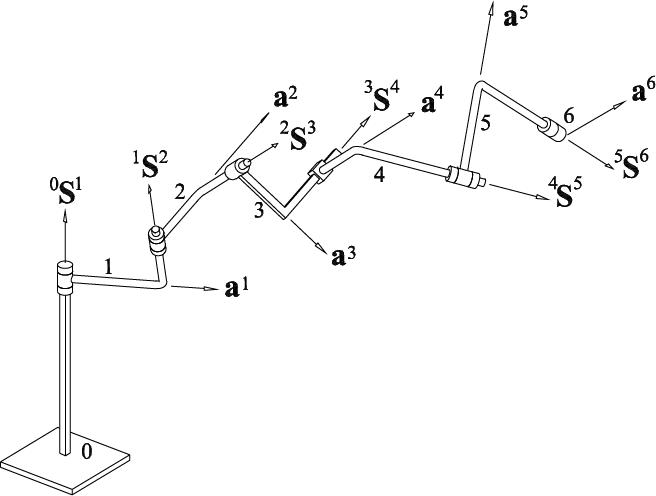 a⁵
a⁶
³S⁴
a⁴
a²
6
²S³
5
¹S²
⁵S⁶
4
2
⁴S⁵
⁰S¹
3
a³
1
a¹
0